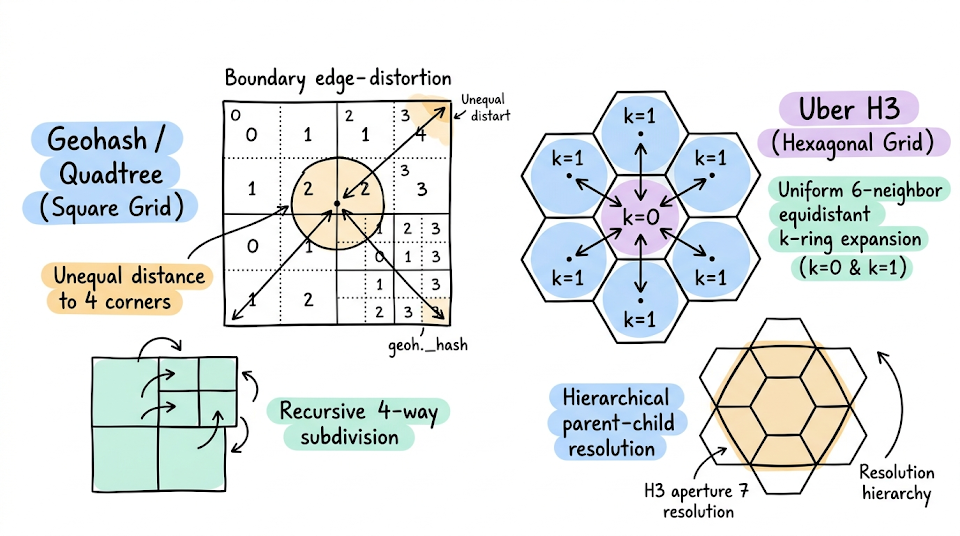 Boundary edge-distortion
Unequal
distart
Geohash /
Quadtree
(Square Grid)
0
0
1
2
1
3
4
1
2
2
3
3
0
1
1
2
3
0
1
3
1
2
1
3
2
3
3
Unequal distance
to 4 corners
geoh._hash
Recursive 4-way
subdivision
k=1
k=1
k=1
k=0
k=1
k=1
k=1
Uber H3
(Hexagonal Grid)
Uniform 6-neighbor
equidistant
k-ring expansion
(k=0 & k=1)
Hierarchical
parent-child
resolution
H3 aperture 7
resolution
Resolution
hierarchy